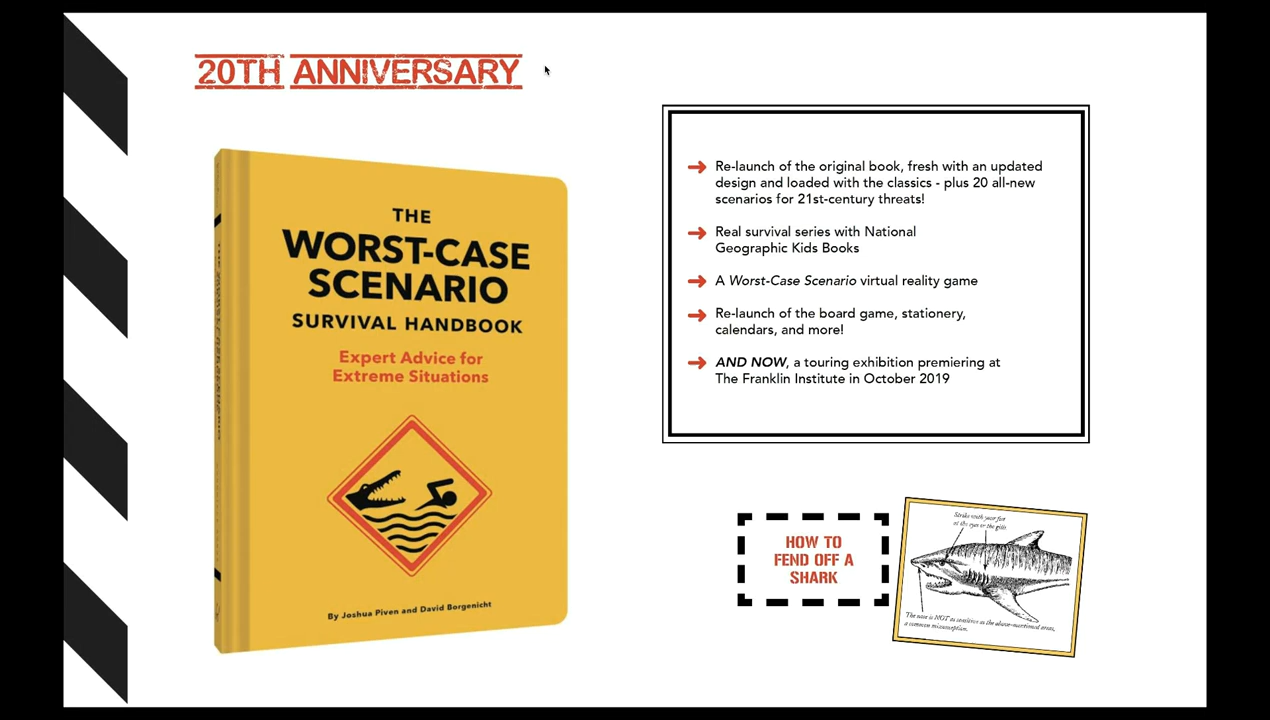 20TH ANNIVERSARY
THE
WORST-CASE
SCENARIO
SURVIVAL HANDBOOK
Expert Advice for
Extreme Situations
By Joshua Piven and David Borgenicht
Re-launch of the original book, fresh with an updated
design and loaded with the classics - plus 20 all-new
scenarios for 21st-century threats!
Real survival series with National
Geographic Kids Books
A Worst-Case Scenario virtual reality game
Re-launch of the board game, stationery,
calendars, and more!
AND NOW, a touring exhibition premiering at
The Franklin Institute in October 2019
HOW TO
FEND OFF A
SHARK
Strike with your fist
at the eyes or the gills.
The nose is NOT as sensitive as the above-mentioned areas,
a common misconception.